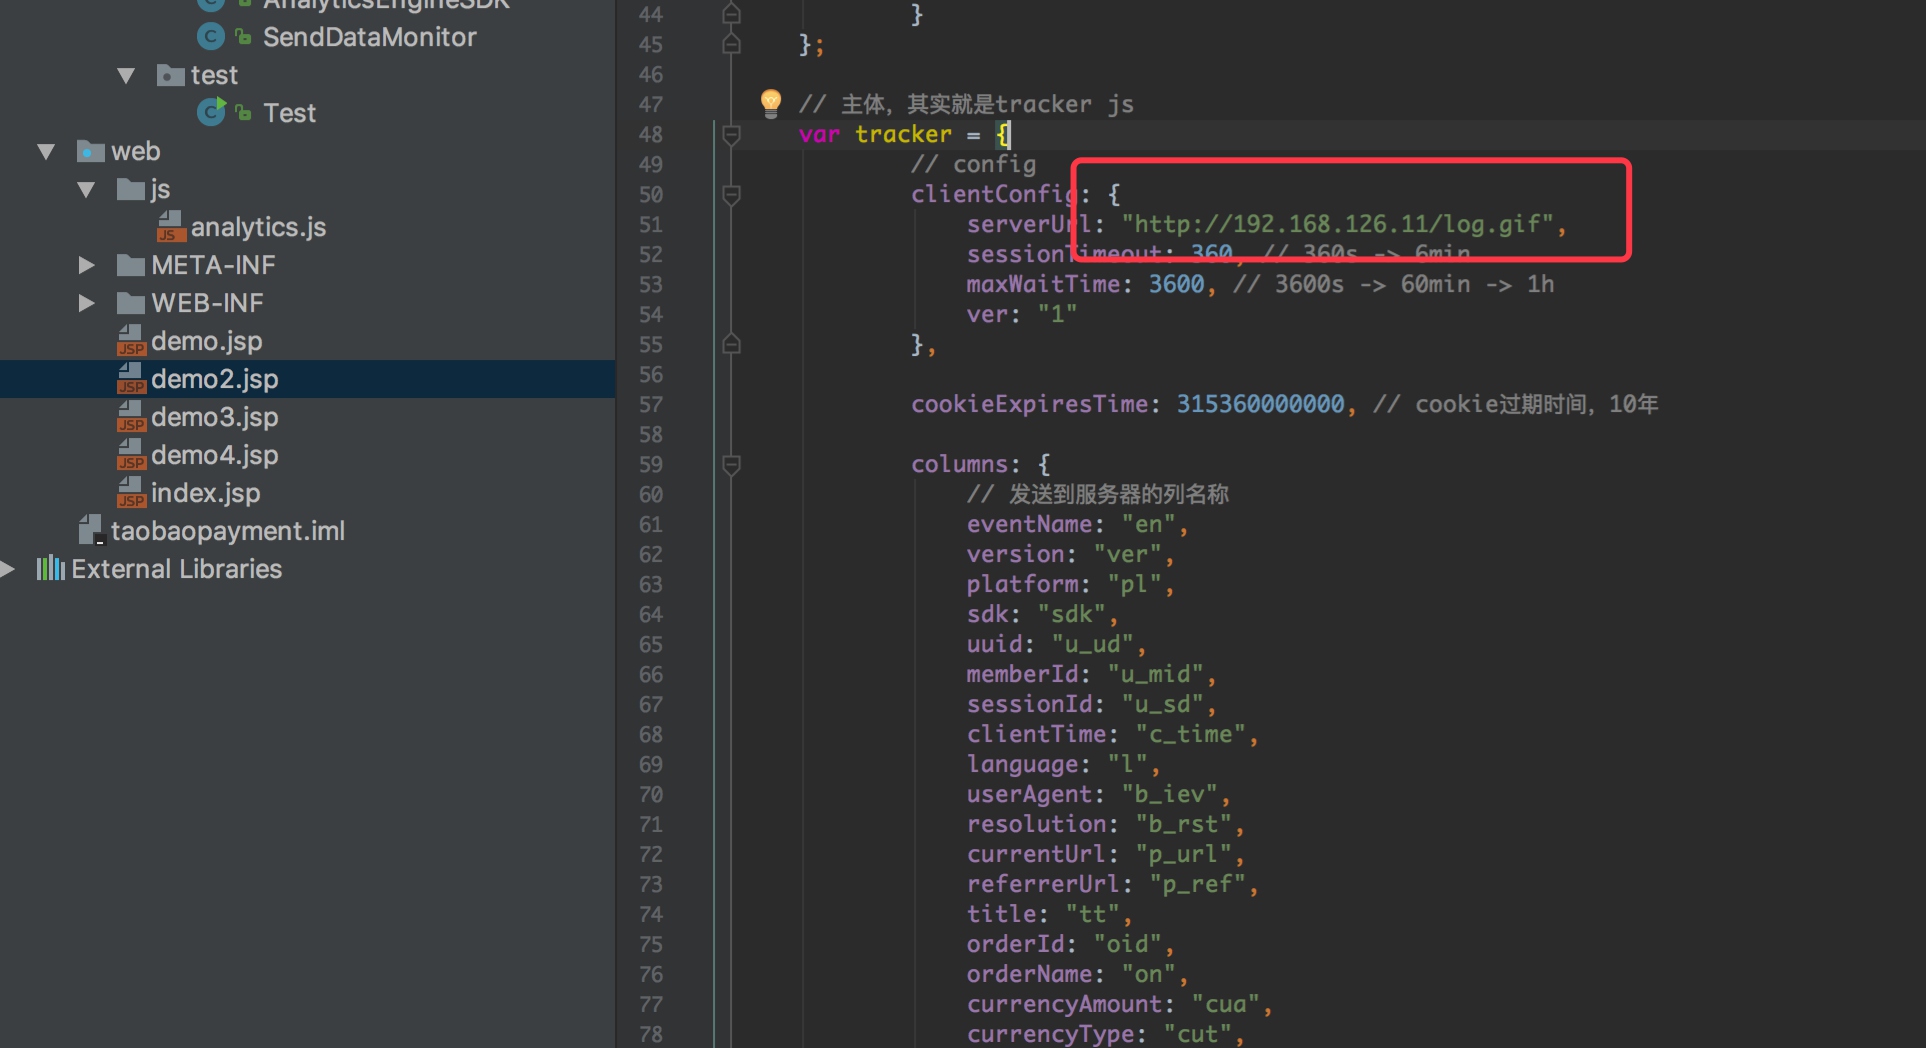 AnalyticsEngineSDK
SendDataMonitor
test
Test
web
js
analytics.js
META-INF
WEB-INF
demo.jsp
demo2.jsp
demo3.jsp
demo4.jsp
index.jsp
taobaopayment.iml
External Libraries
44 }
45 };
46
47 // 主体，其实就是tracker js
48 var tracker = {
49 // config
50 clientConfig: {
51 serverUrl: "http://192.168.126.11/log.gif",
52 sessionTimeout: 360, // 360s -> 6min
53 maxWaitTime: 3600, // 3600s -> 60min -> 1h
54 ver: "1"
55 },
56
57 cookieExpiresTime: 315360000000, // cookie过期时间，10年
58
59 columns: {
60 // 发送到服务器的列名称
61 eventName: "en",
62 version: "ver",
63 platform: "pl",
64 sdk: "sdk",
65 uuid: "u_ud",
66 memberId: "u_mid",
67 sessionId: "u_sd",
68 clientTime: "c_time",
69 language: "l",
70 userAgent: "b_iev",
71 resolution: "b_rst",
72 currentUrl: "p_url",
73 referrerUrl: "p_ref",
74 title: "tt",
75 orderId: "oid",
76 orderName: "on",
77 currencyAmount: "cua",
78 currencyType: "cut",